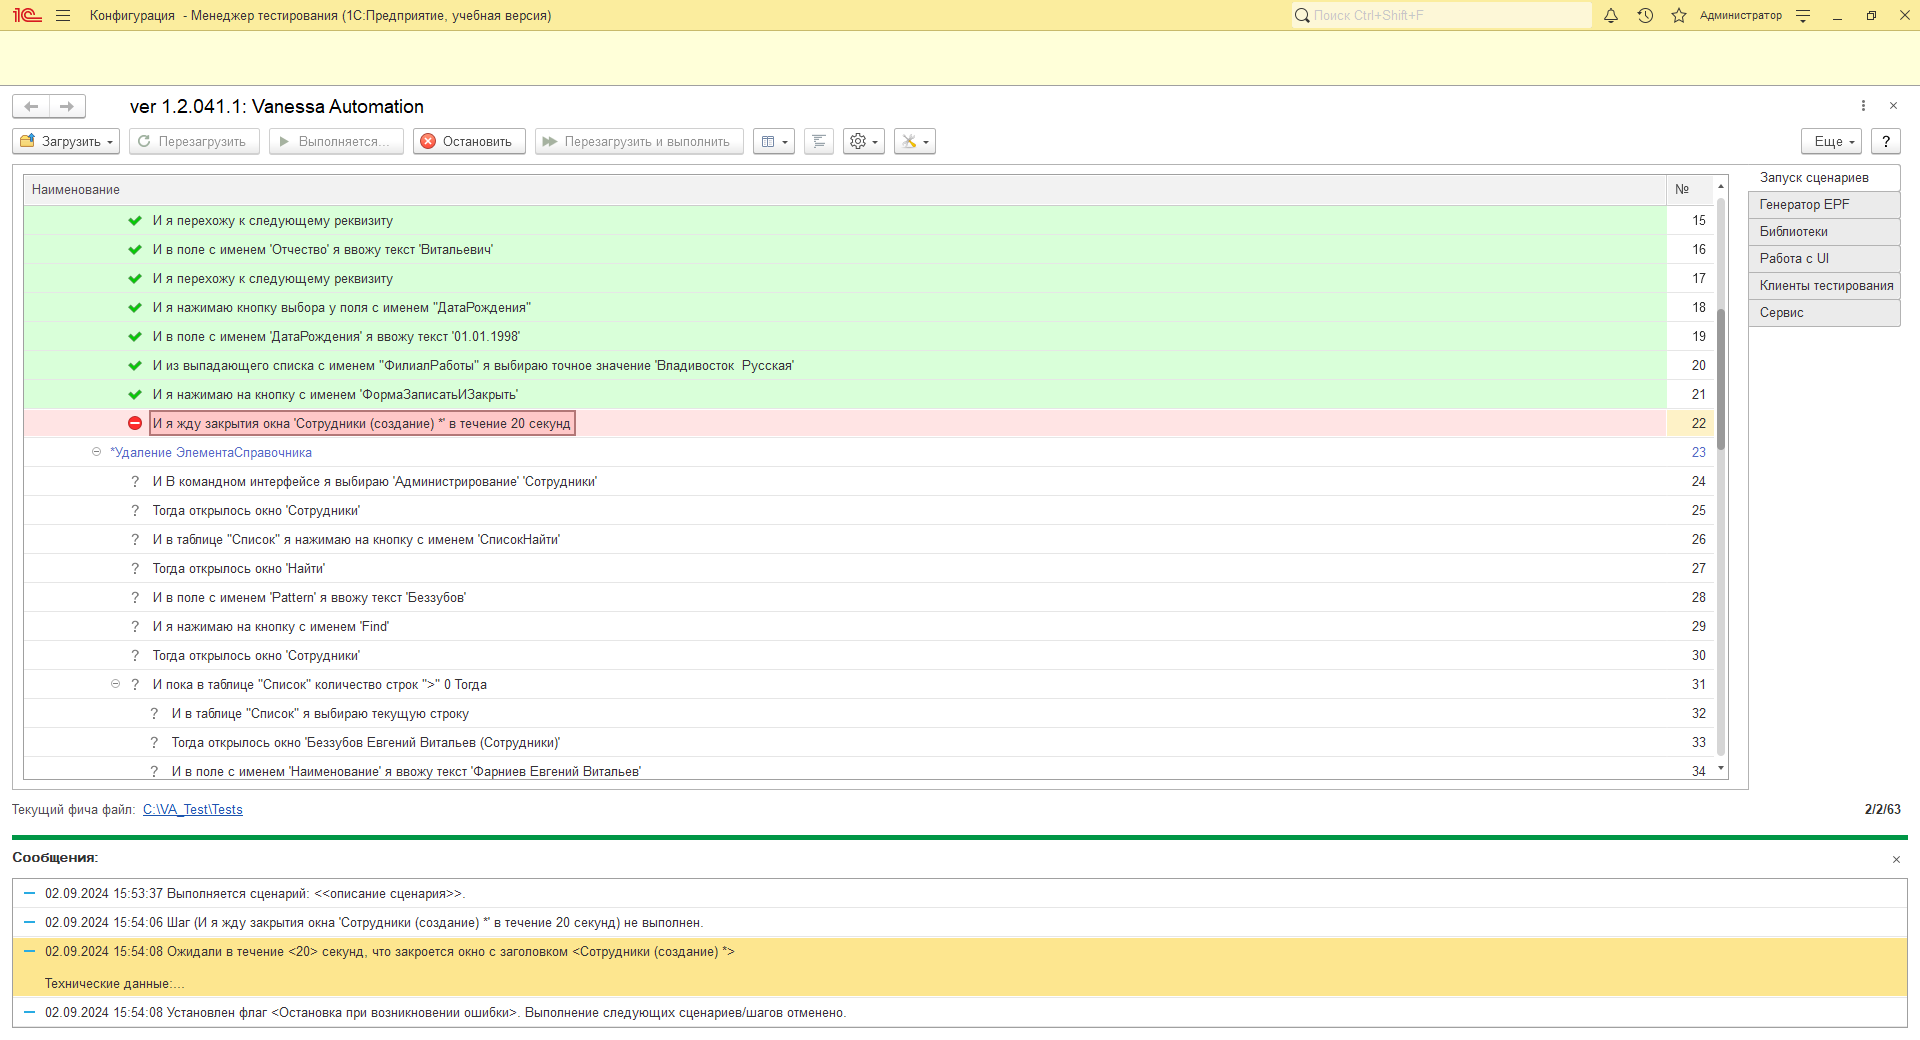 Конфигурация - Менеджер тестирования (1С:Предприятие, учебная версия)
Поиск Ctrl+Shift+F
Администратор
ver 1.2.041.1: Vanessa Automation
Загрузить
Перезагрузить
Выполняется...
Остановить
Перезагрузить и выполнить
Еще
?
Наименование №
И я перехожу к следующему реквизиту 15
И в поле с именем 'Отчество' я ввожу текст 'Витальевич' 16
И я перехожу к следующему реквизиту 17
И я нажимаю кнопку выбора у поля с именем "ДатаРождения" 18
И в поле с именем 'ДатаРождения' я ввожу текст '01.01.1998' 19
И из выпадающего списка с именем "ФилиалРаботы" я выбираю точное значение 'Владивосток  Русская' 20
И я нажимаю на кнопку с именем 'ФормаЗаписатьИЗакрыть' 21
И я жду закрытия окна 'Сотрудники (создание) *' в течение 20 секунд 22
*Удаление ЭлементаСправочника 23
? И В командном интерфейсе я выбираю 'Администрирование' 'Сотрудники' 24
? Тогда открылось окно 'Сотрудники' 25
? И в таблице "Список" я нажимаю на кнопку с именем 'СписокНайти' 26
? Тогда открылось окно 'Найти' 27
? И в поле с именем 'Pattern' я ввожу текст 'Беззубов' 28
? И я нажимаю на кнопку с именем 'Find' 29
? Тогда открылось окно 'Сотрудники' 30
? И пока в таблице "Список" количество строк ">" 0 Тогда 31
? И в таблице "Список" я выбираю текущую строку 32
? Тогда открылось окно 'Беззубов Евгений Витальев (Сотрудники)' 33
? И в поле с именем 'Наименование' я ввожу текст 'Фарниев Евгений Витальев' 34
Запуск сценариев
Генератор EPF
Библиотеки
Работа с UI
Клиенты тестирования
Сервис
Текущий фича файл: C:\VA_Test\Tests
2/2/63
Сообщения:
02.09.2024 15:53:37 Выполняется сценарий: <<описание сценария>>.
02.09.2024 15:54:06 Шаг (И я жду закрытия окна 'Сотрудники (создание) *' в течение 20 секунд) не выполнен.
02.09.2024 15:54:08 Ожидали в течение <20> секунд, что закроется окно с заголовком <Сотрудники (создание) *>
Технические данные:...
02.09.2024 15:54:08 Установлен флаг <Остановка при возникновении ошибки>. Выполнение следующих сценариев/шагов отменено.